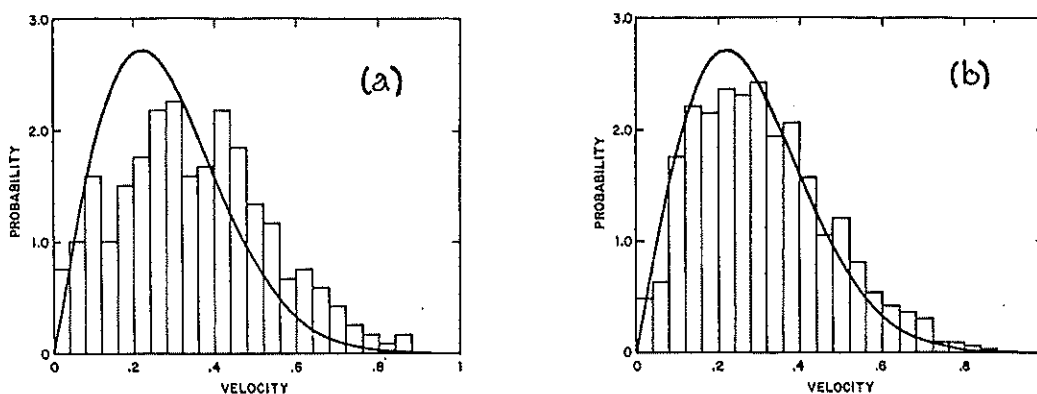 3.0
(a)
2.0
PROBABILITY
1.0
0
0 .2 .4 .6 .8 1
VELOCITY
3.0
(b)
2.0
PROBABILITY
1.0
0
0 .2 .4 .6 .8
VELOCITY